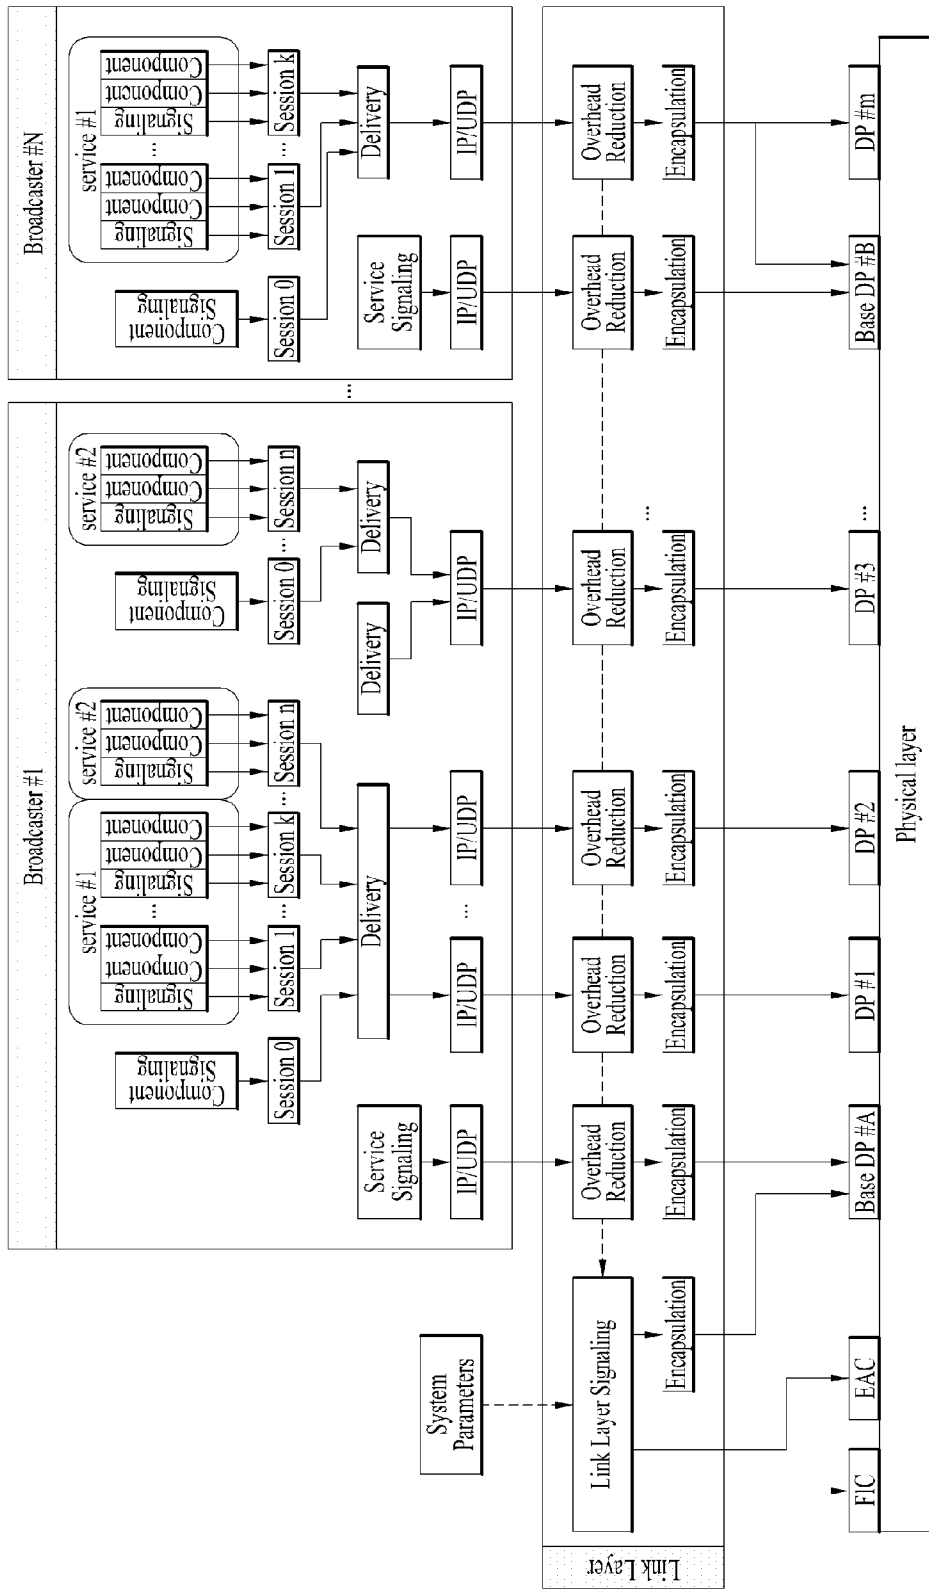 Broadcaster #1
service #1
Signaling
Component
Component
...
Signaling
Component
Component
service #2
Signaling
Component
Component
Component
Signaling
service #2
Signaling
Component
Component
Component
Signaling
Session 0
Session 1
...
Session k
...
Session n
Session 0
...
Session n
Service
Signaling
Delivery
Delivery
Delivery
IP/UDP
IP/UDP
...
IP/UDP
IP/UDP
...
Broadcaster #N
service #1
Signaling
Component
Component
...
Signaling
Component
Component
Component
Signaling
Session 0
Session 1
...
Session k
Service
Signaling
Delivery
IP/UDP
IP/UDP
System
Parameters
Link Layer
Link Layer Signaling
Overhead
Reduction
Overhead
Reduction
Overhead
Reduction
Overhead
Reduction
Overhead
Reduction
Overhead
Reduction
...
Encapsulation
Encapsulation
Encapsulation
Encapsulation
Encapsulation
Encapsulation
Encapsulation
FIC
EAC
Base DP #A
DP #1
DP #2
DP #3
...
Base DP #B
DP #m
Physical layer